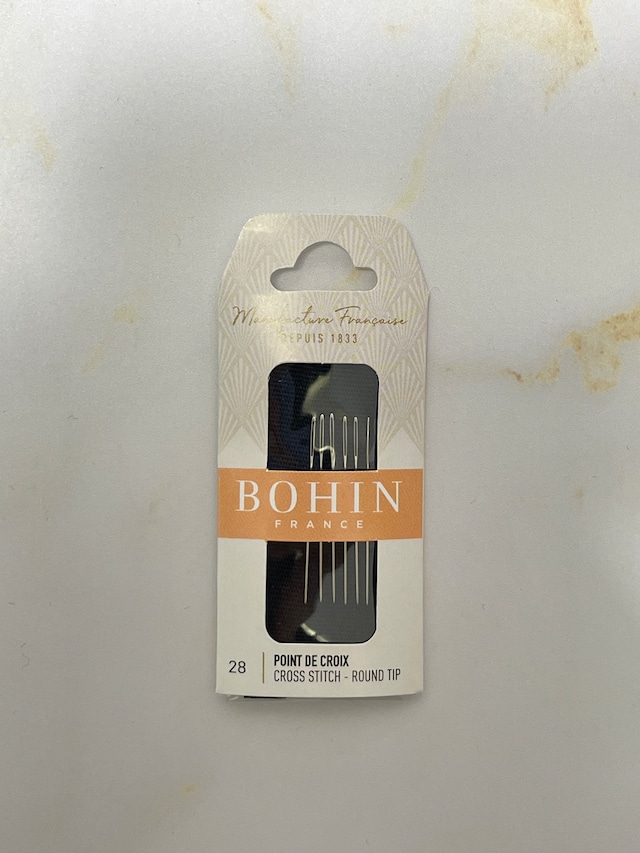 Manufacture Française
DEPUIS 1833
BOHIN
FRANCE
28
POINT DE CROIX
CROSS STITCH - ROUND TIP